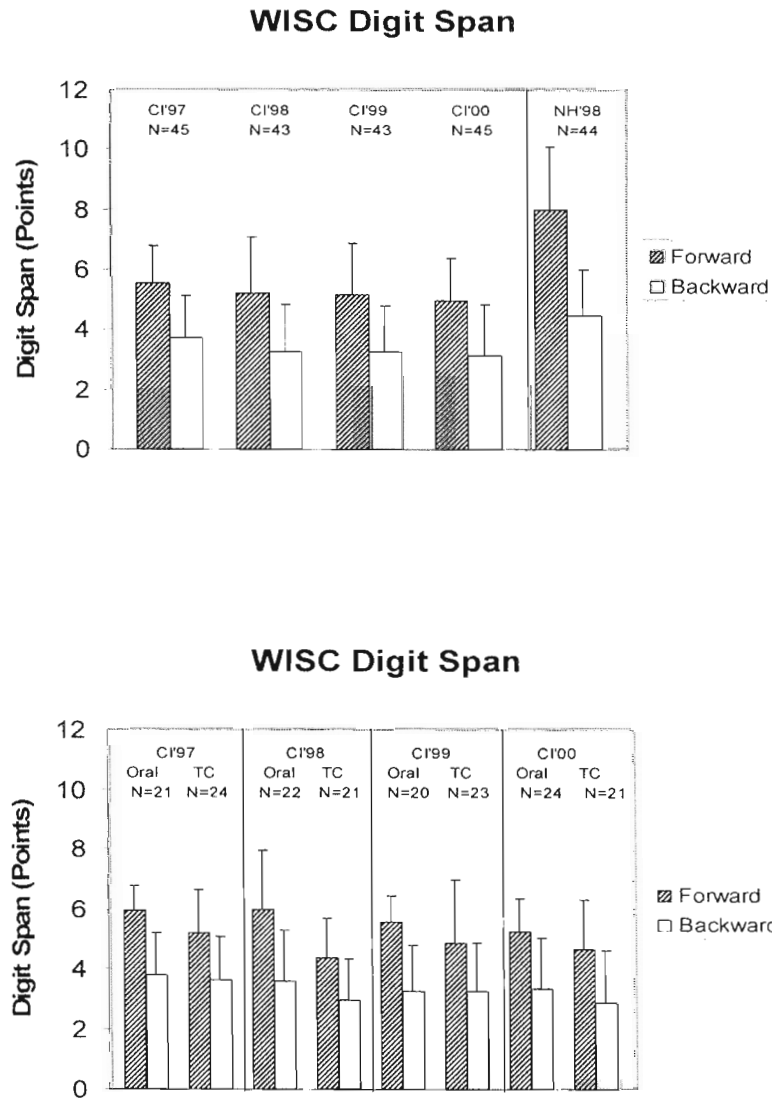 WISC Digit Span
12
10
8
6
4
2
0
Digit Span (Points)
CI'97 CI'98 CI'99 CI'00 NH'98
N=45 N=43 N=43 N=45 N=44
Forward
Backward
WISC Digit Span
12
10
8
6
4
2
0
Digit Span (Points)
CI'97 CI'98 CI'99 CI'00
Oral TC Oral TC Oral TC Oral TC
N=21 N=24 N=22 N=21 N=20 N=23 N=24 N=21
Forward
Backward